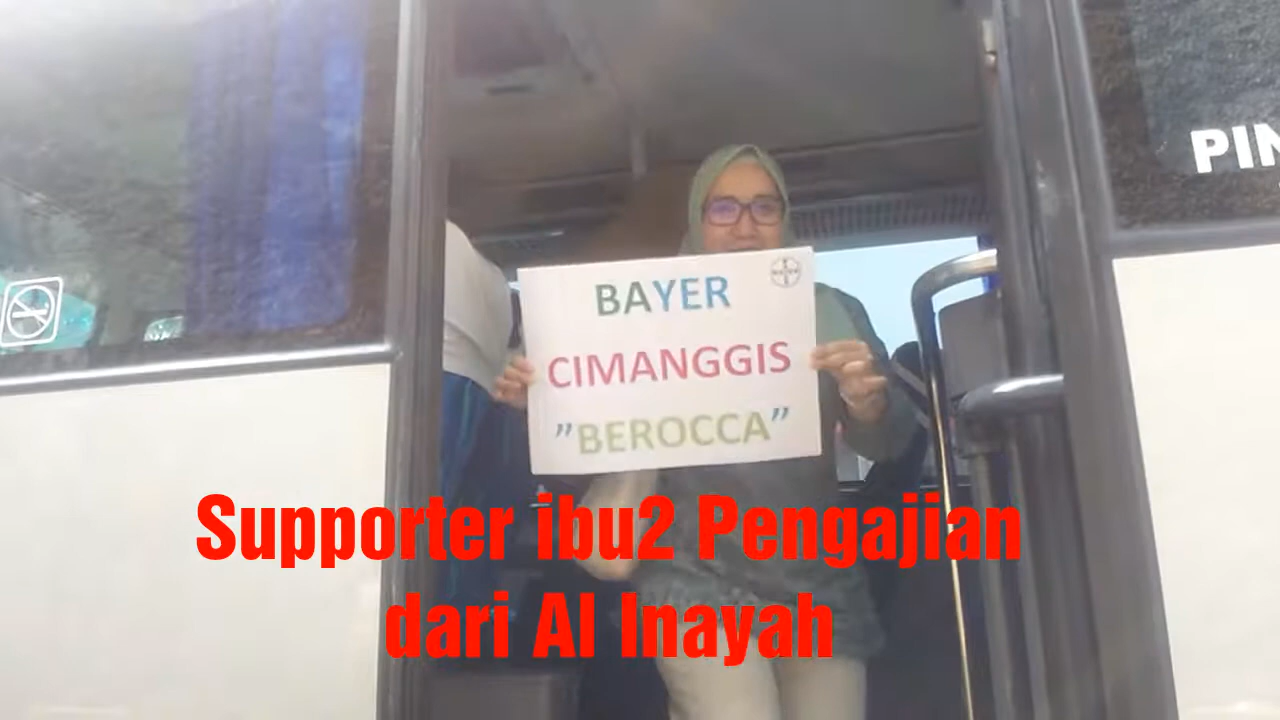 PIN
BAYER
CIMANGGIS
"BEROCCA"
Supporter ibu2 Pengajian
dari Al Inayah